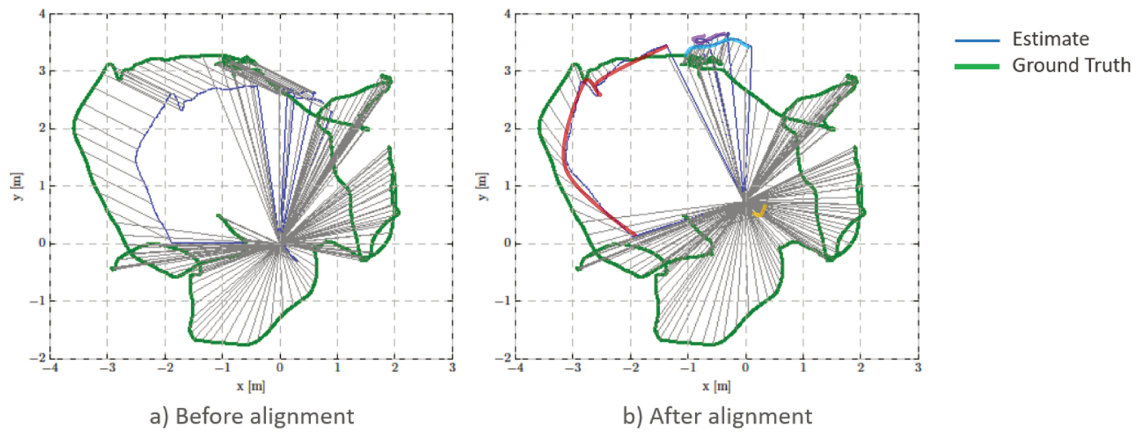 Estimate
Ground Truth
4
3
2
1
0
−1
−2
y [m]
−4 −3 −2 −1 0 1 2 3
x [m]
a) Before alignment
4
3
2
1
0
−1
−2
y [m]
−4 −3 −2 −1 0 1 2 3
x [m]
b) After alignment